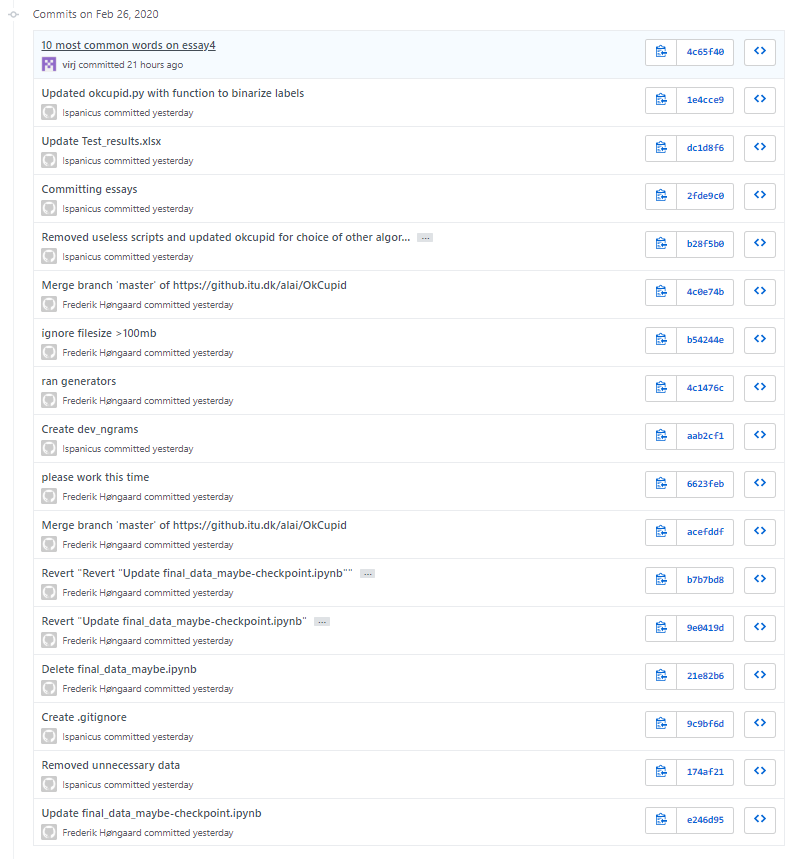 Commits on Feb 26, 2020
10 most common words on essay4
virj committed 21 hours ago
4c65f40
Updated okcupid.py with function to binarize labels
Ispanicus committed yesterday
1e4cce9
Update Test_results.xlsx
Ispanicus committed yesterday
dc1d8f6
Committing essays
Ispanicus committed yesterday
2fde9c0
Removed useless scripts and updated okcupid for choice of other algor... …
Ispanicus committed yesterday
b28f5b0
Merge branch 'master' of https://github.itu.dk/alai/OkCupid
Frederik Høngaard committed yesterday
4c0e74b
ignore filesize >100mb
Frederik Høngaard committed yesterday
b54244e
ran generators
Frederik Høngaard committed yesterday
4c1476c
Create dev_ngrams
Ispanicus committed yesterday
aab2cf1
please work this time
Frederik Høngaard committed yesterday
6623feb
Merge branch 'master' of https://github.itu.dk/alai/OkCupid
Frederik Høngaard committed yesterday
acefddf
Revert "Revert "Update final_data_maybe-checkpoint.ipynb"" …
Frederik Høngaard committed yesterday
b7b7bd8
Revert "Update final_data_maybe-checkpoint.ipynb" …
Frederik Høngaard committed yesterday
9e0419d
Delete final_data_maybe.ipynb
Frederik Høngaard committed yesterday
21e82b6
Create .gitignore
Ispanicus committed yesterday
9c9bf6d
Removed unnecessary data
Ispanicus committed yesterday
174af21
Update final_data_maybe-checkpoint.ipynb
Frederik Høngaard committed yesterday
e246d95